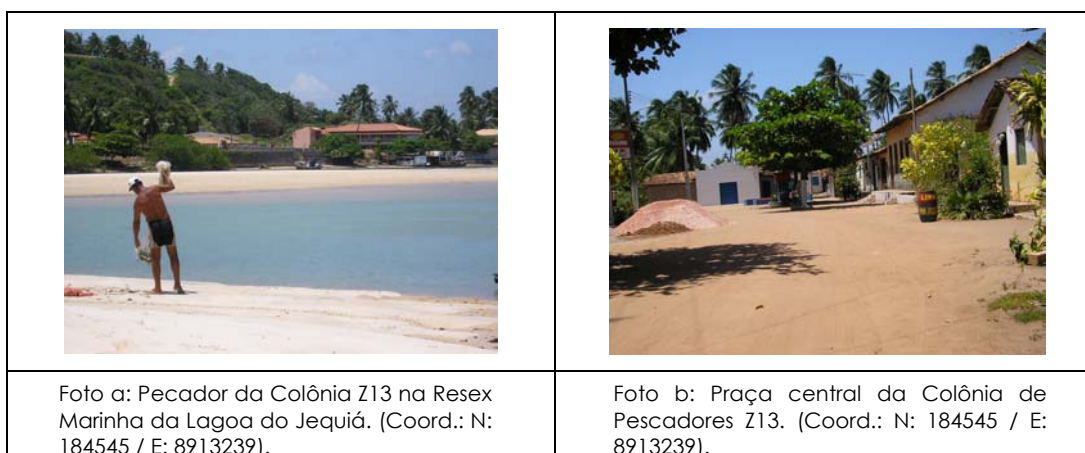 Foto a: Pecador da Colônia Z13 na Resex
Marinha da Lagoa do Jequiá. (Coord.: N:
184545 / E: 8913239).
Foto b: Praça central da Colônia de
Pescadores Z13. (Coord.: N: 184545 / E:
8913239).